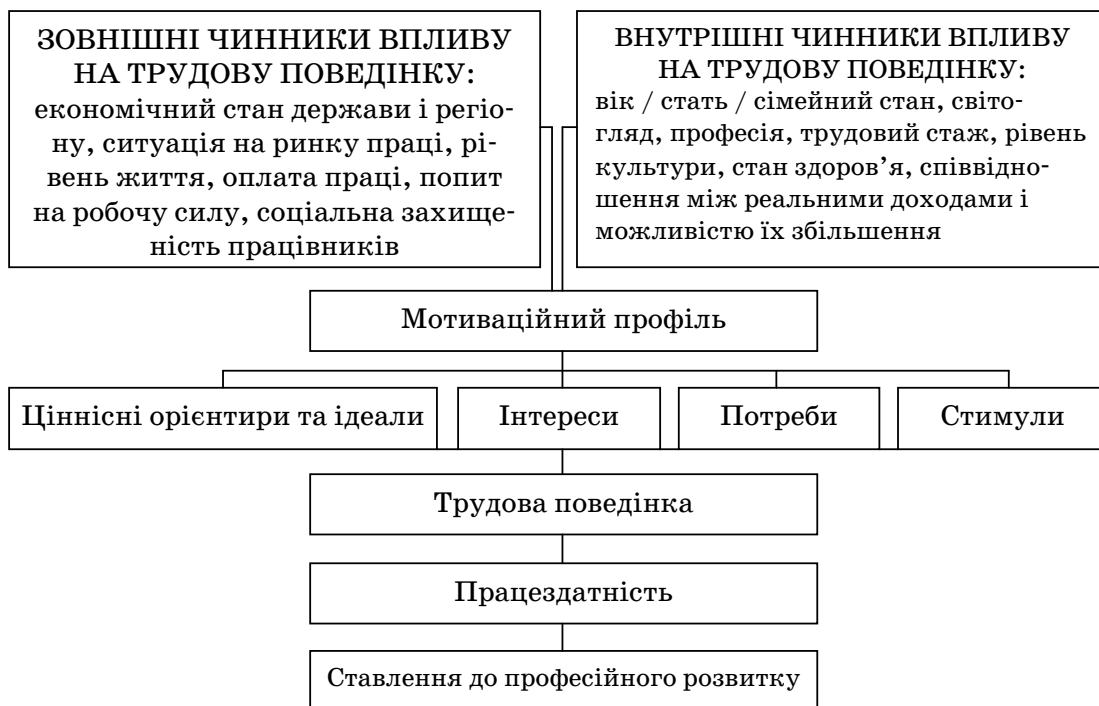 ЗОВНІШНІ ЧИННИКИ ВПЛИВУ
НА ТРУДОВУ ПОВЕДІНКУ:
економічний стан держави і регіо-
ну, ситуація на ринку праці, рі-
вень життя, оплата праці, попит
на робочу силу, соціальна захище-
ність працівників
ВНУТРІШНІ ЧИННИКИ ВПЛИВУ
НА ТРУДОВУ ПОВЕДІНКУ:
вік / стать / сімейний стан, світо-
гляд, професія, трудовий стаж, рівень
культури, стан здоров’я, співвідно-
шення між реальними доходами і
можливістю їх збільшення
Мотиваційний профіль
Ціннісні орієнтири та ідеали
Інтереси
Потреби
Стимули
Трудова поведінка
Працездатність
Ставлення до професійного розвитку